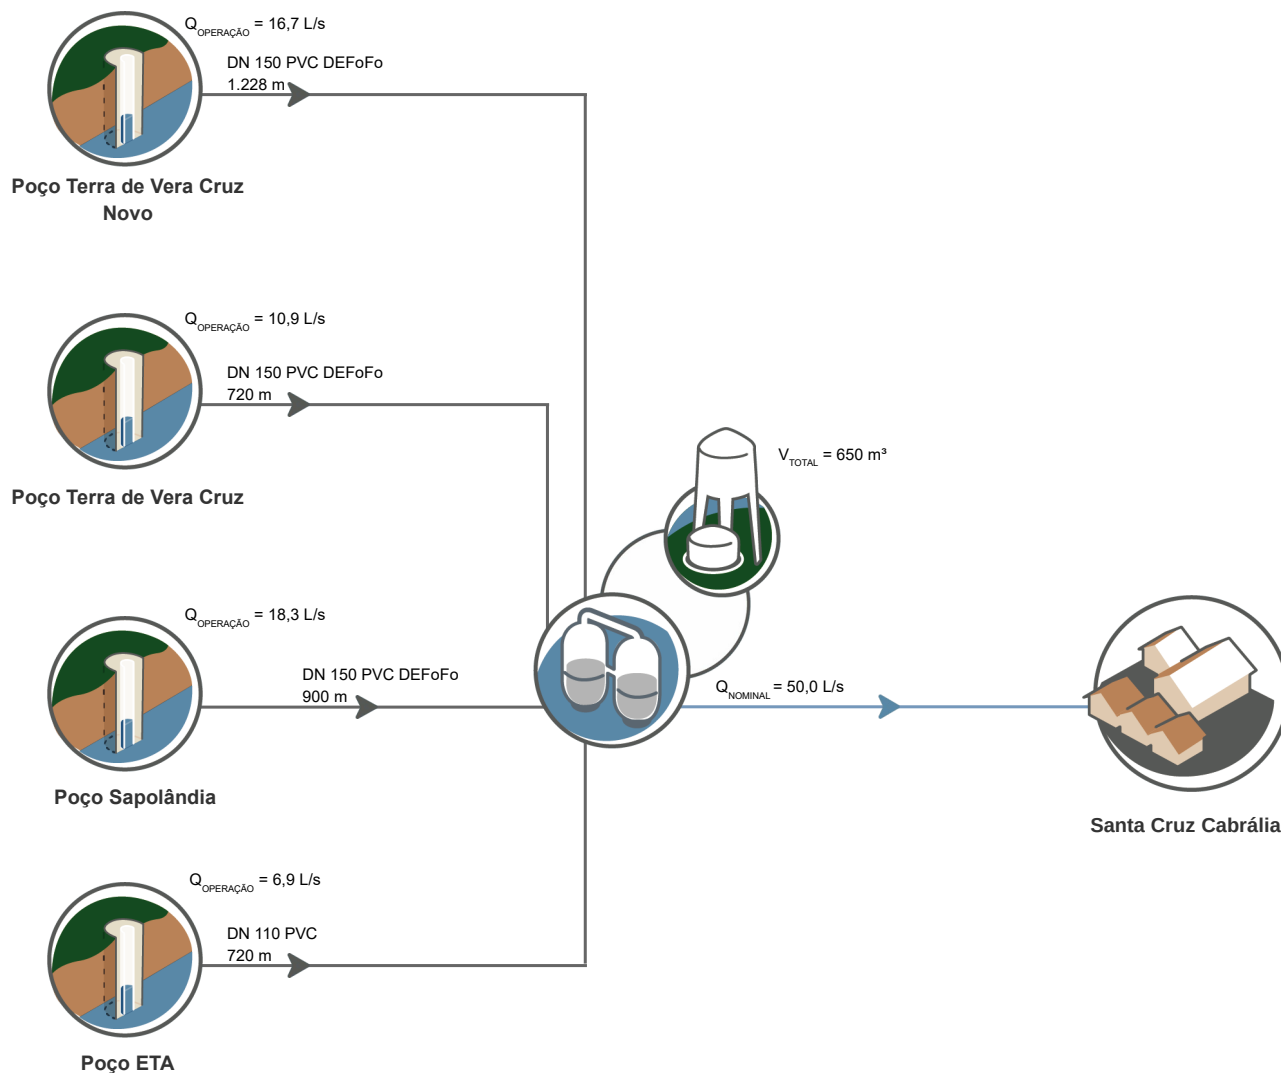 QOPERAÇÃO = 16,7 L/s
DN 150 PVC DEFoFo
1.228 m
Poço Terra de Vera Cruz
Novo
QOPERAÇÃO = 10,9 L/s
DN 150 PVC DEFoFo
720 m
Poço Terra de Vera Cruz
VTOTAL = 650 m³
QOPERAÇÃO = 18,3 L/s
DN 150 PVC DEFoFo
900 m
Poço Sapolândia
QNOMINAL = 50,0 L/s
Santa Cruz Cabrália
QOPERAÇÃO = 6,9 L/s
DN 110 PVC
720 m
Poço ETA